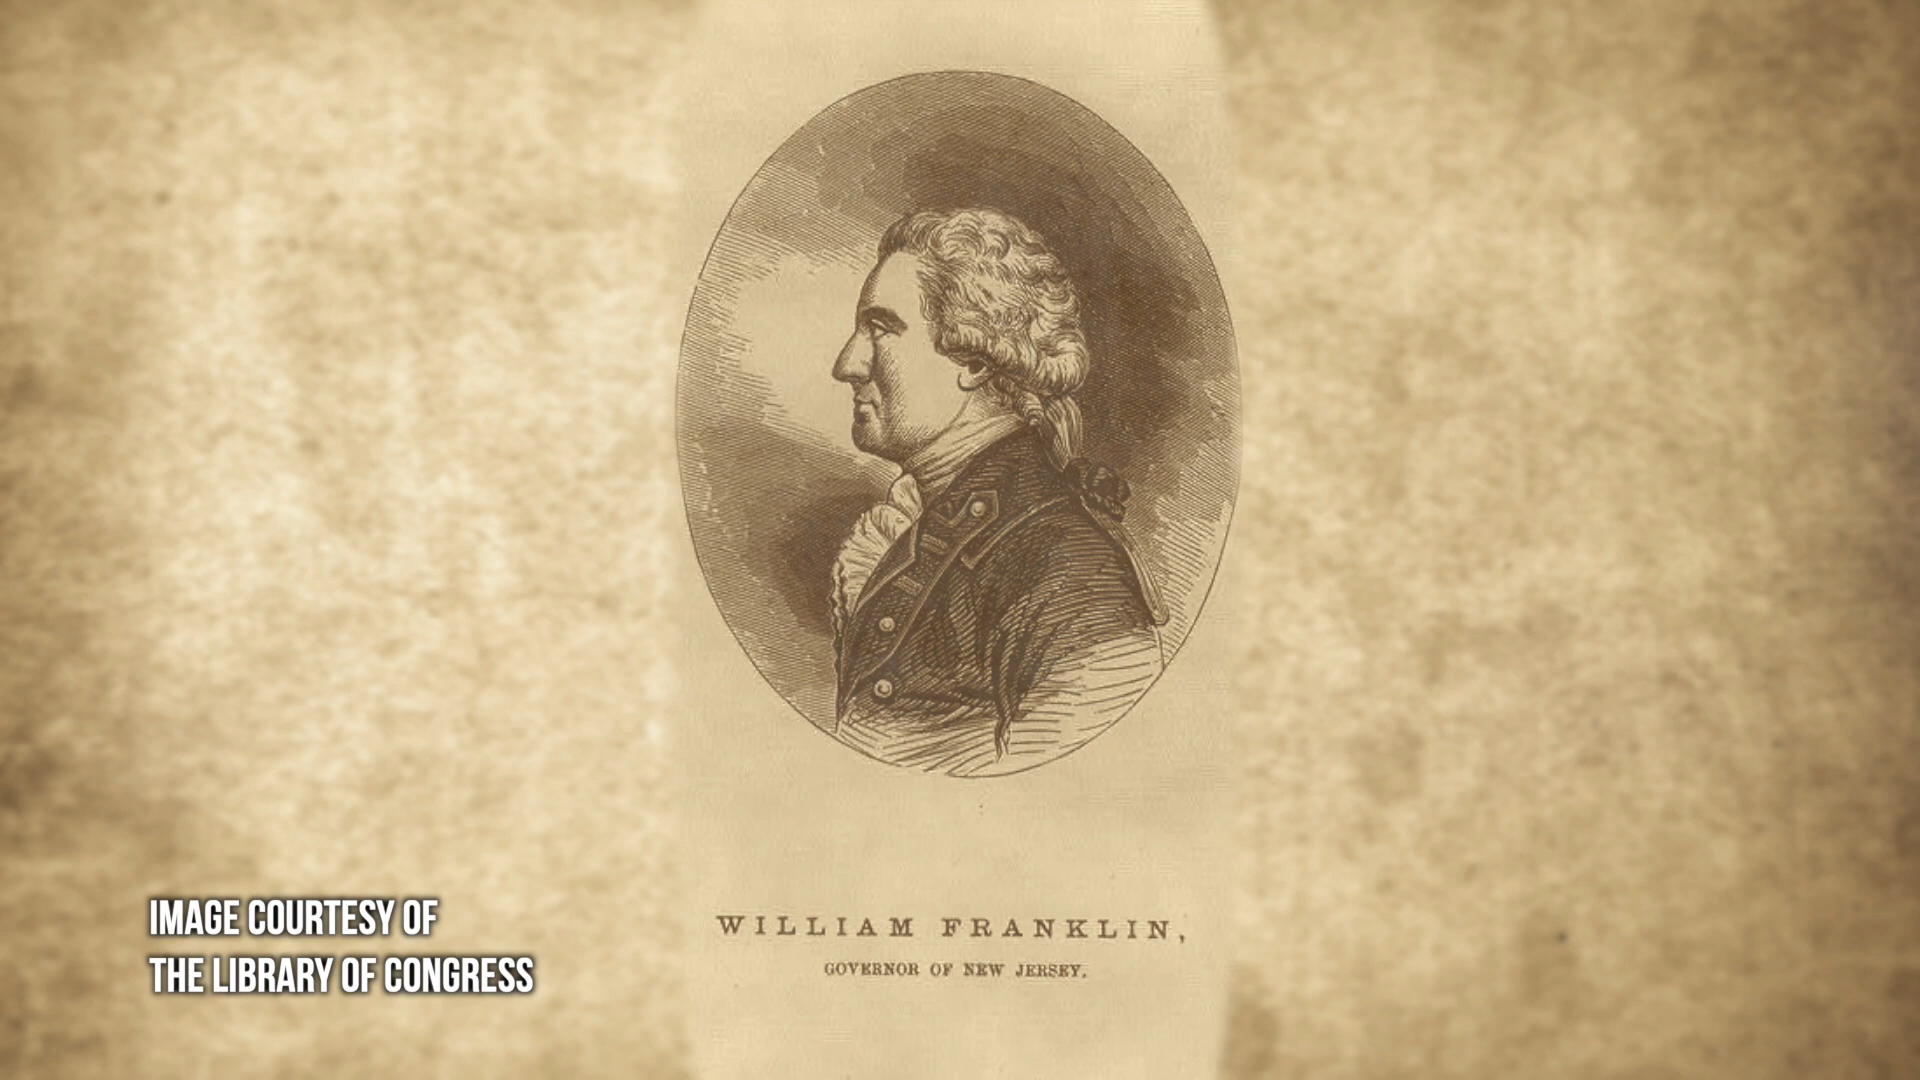 WILLIAM FRANKLIN,
GOVERNOR OF NEW JERSEY.
IMAGE COURTESY OF
THE LIBRARY OF CONGRESS